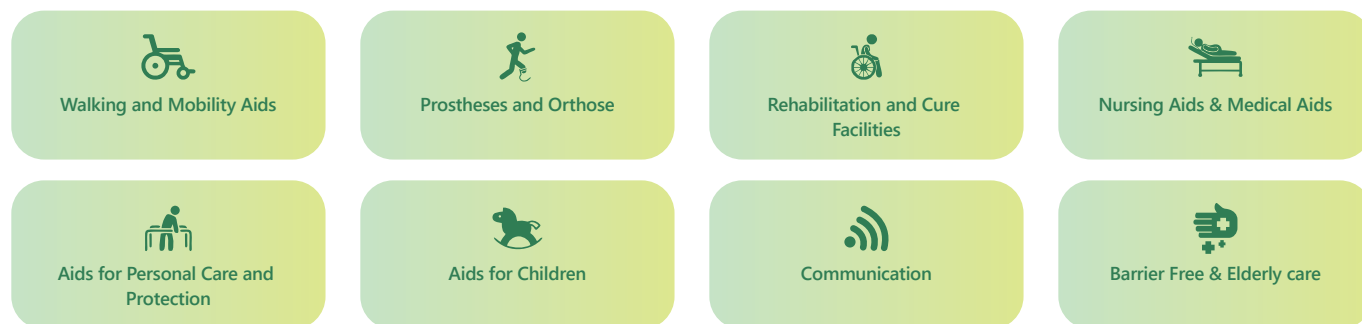 Walking and Mobility Aids
Prostheses and Orthose
Rehabilitation and Cure
Facilities
Nursing Aids & Medical Aids
Aids for Personal Care and
Protection
Aids for Children
Communication
Barrier Free & Elderly care